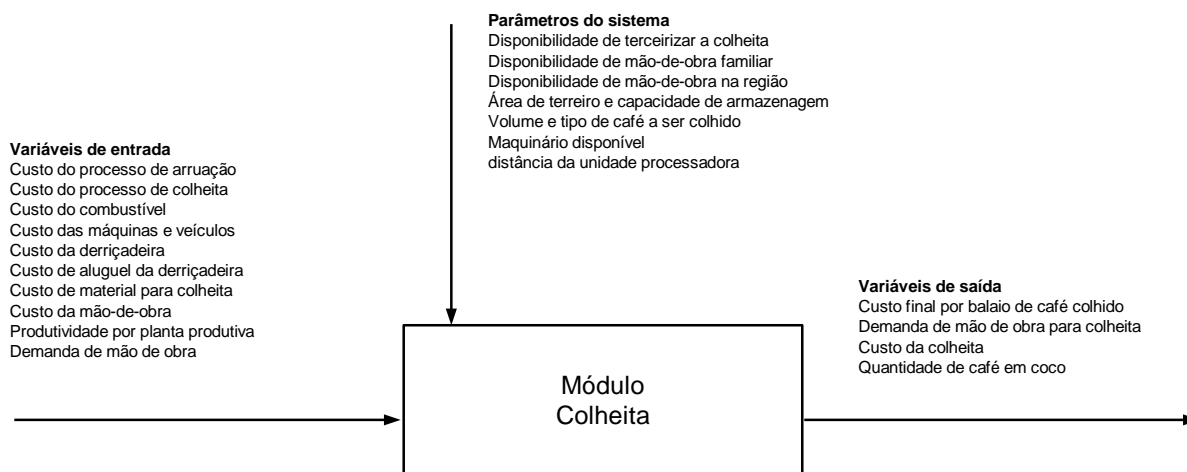 Parâmetros do sistema
Disponibilidade de terceirizar a colheita
Disponibilidade de mão-de-obra familiar
Disponibilidade de mão-de-obra na região
Área de terreiro e capacidade de armazenagem
Volume e tipo de café a ser colhido
Maquinário disponível
distância da unidade processadora
Variáveis de entrada
Custo do processo de arruação
Custo do processo de colheita
Custo do combustível
Custo das máquinas e veículos
Custo da derriçadeira
Custo de aluguel da derriçadeira
Custo de material para colheita
Custo da mão-de-obra
Produtividade por planta produtiva
Demanda de mão de obra
Módulo
Colheita
Variáveis de saída
Custo final por balaio de café colhido
Demanda de mão de obra para colheita
Custo da colheita
Quantidade de café em coco